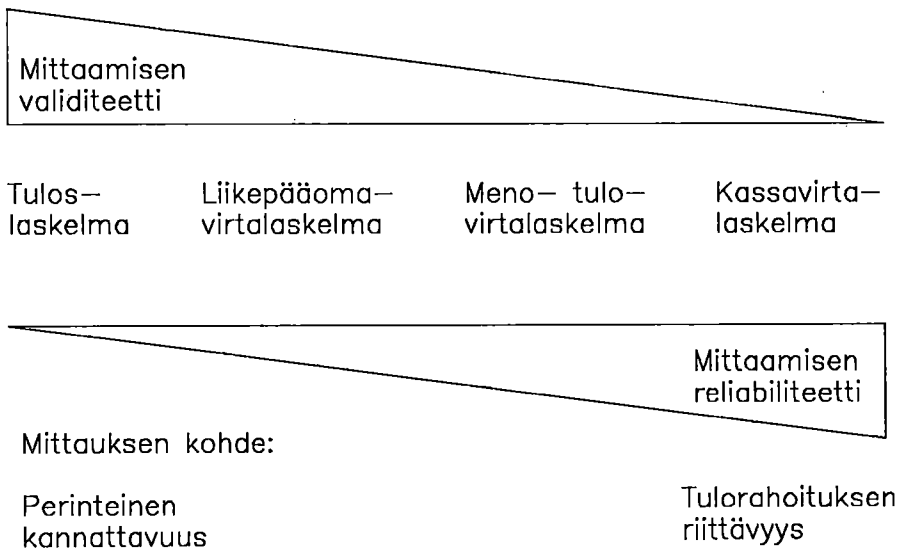 Mittaamisen
validiteetti
Tulos– Liikepääoma– Meno– tulo– Kassavirta–
laskelma virtalaskelma virtalaskelma laskelma
Mittaamisen
reliabiliteetti
Mittauksen kohde:
Perinteinen
kannattavuus
Tulorahoituksen
riittävyys